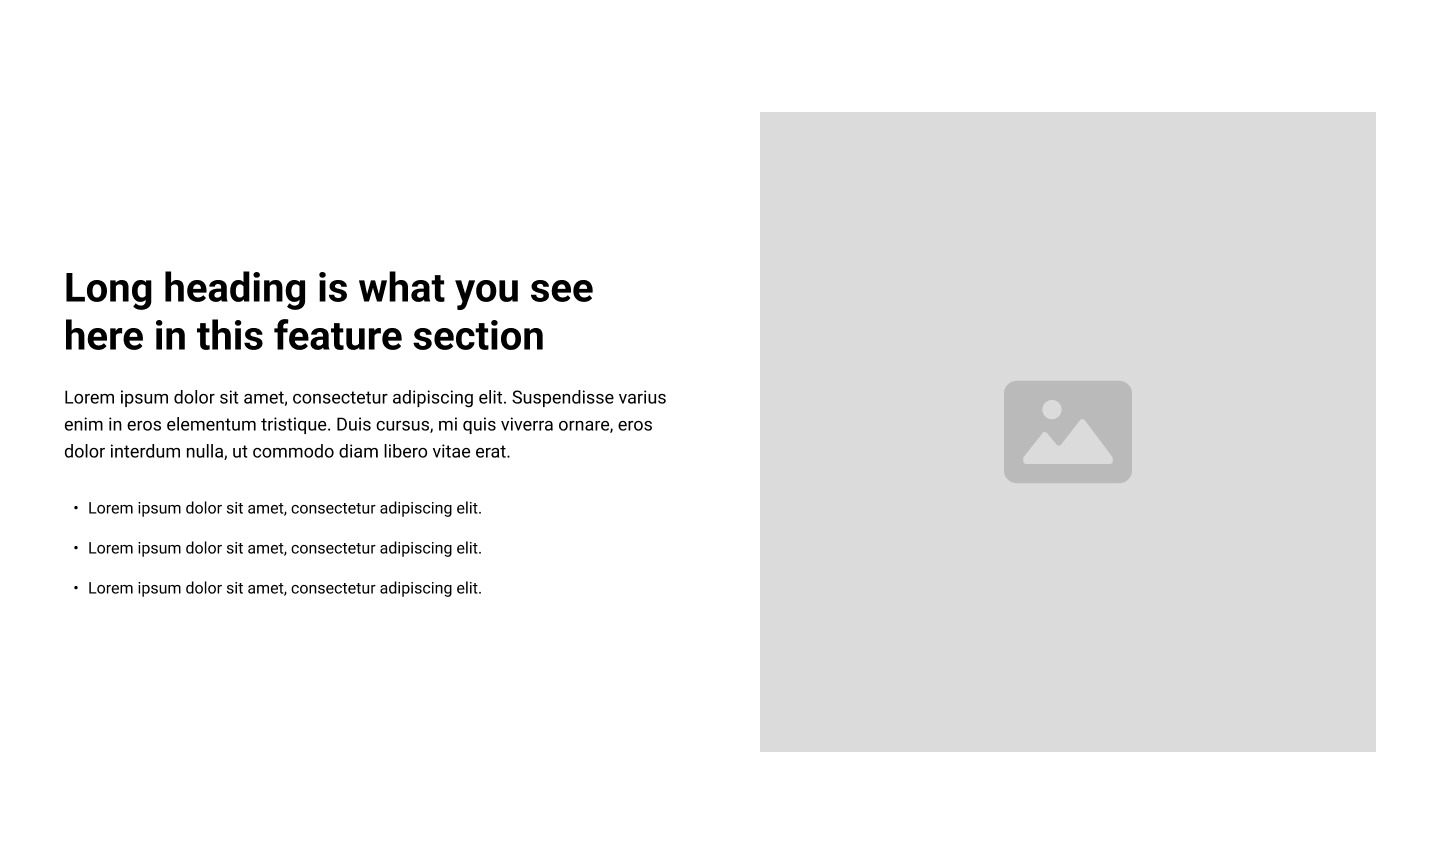 Long heading is what you see
here in this feature section
Lorem ipsum dolor sit amet, consectetur adipiscing elit. Suspendisse varius
enim in eros elementum tristique. Duis cursus, mi quis viverra ornare, eros
dolor interdum nulla, ut commodo diam libero vitae erat.
• Lorem ipsum dolor sit amet, consectetur adipiscing elit.
• Lorem ipsum dolor sit amet, consectetur adipiscing elit.
• Lorem ipsum dolor sit amet, consectetur adipiscing elit.